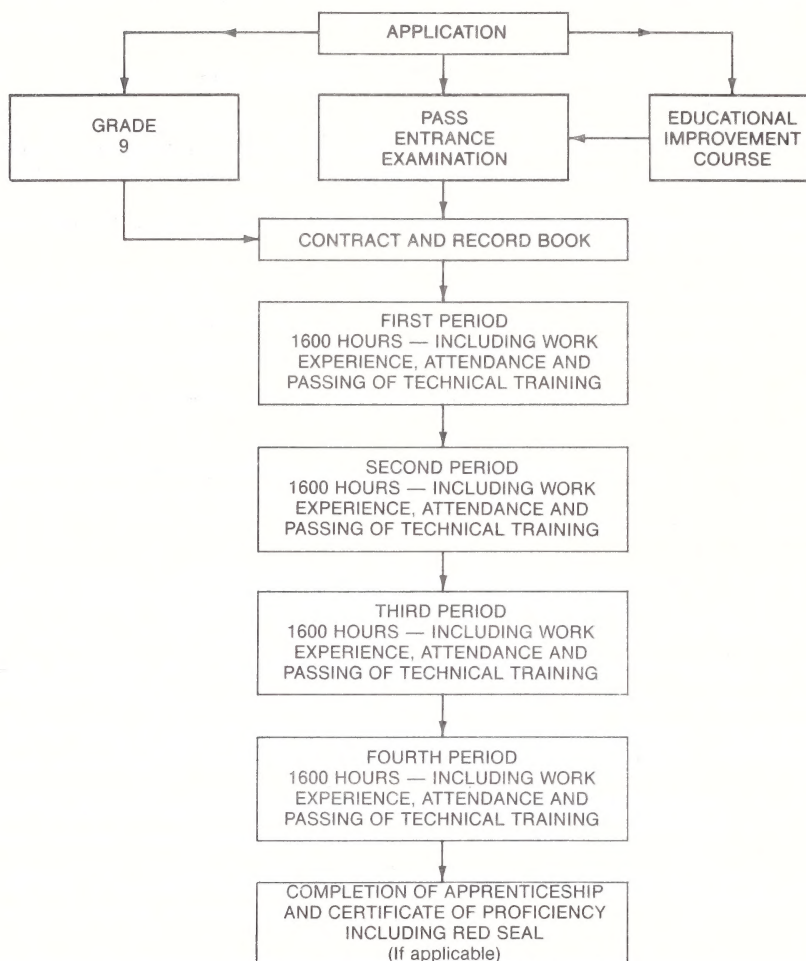 APPLICATION
GRADE
9
PASS
ENTRANCE
EXAMINATION
EDUCATIONAL
IMPROVEMENT
COURSE
CONTRACT AND RECORD BOOK
FIRST PERIOD
1600 HOURS — INCLUDING WORK
EXPERIENCE, ATTENDANCE AND
PASSING OF TECHNICAL TRAINING
SECOND PERIOD
1600 HOURS — INCLUDING WORK
EXPERIENCE, ATTENDANCE AND
PASSING OF TECHNICAL TRAINING
THIRD PERIOD
1600 HOURS — INCLUDING WORK
EXPERIENCE, ATTENDANCE AND
PASSING OF TECHNICAL TRAINING
FOURTH PERIOD
1600 HOURS — INCLUDING WORK
EXPERIENCE, ATTENDANCE AND
PASSING OF TECHNICAL TRAINING
COMPLETION OF APPRENTICESHIP
AND CERTIFICATE OF PROFICIENCY
INCLUDING RED SEAL
(If applicable)